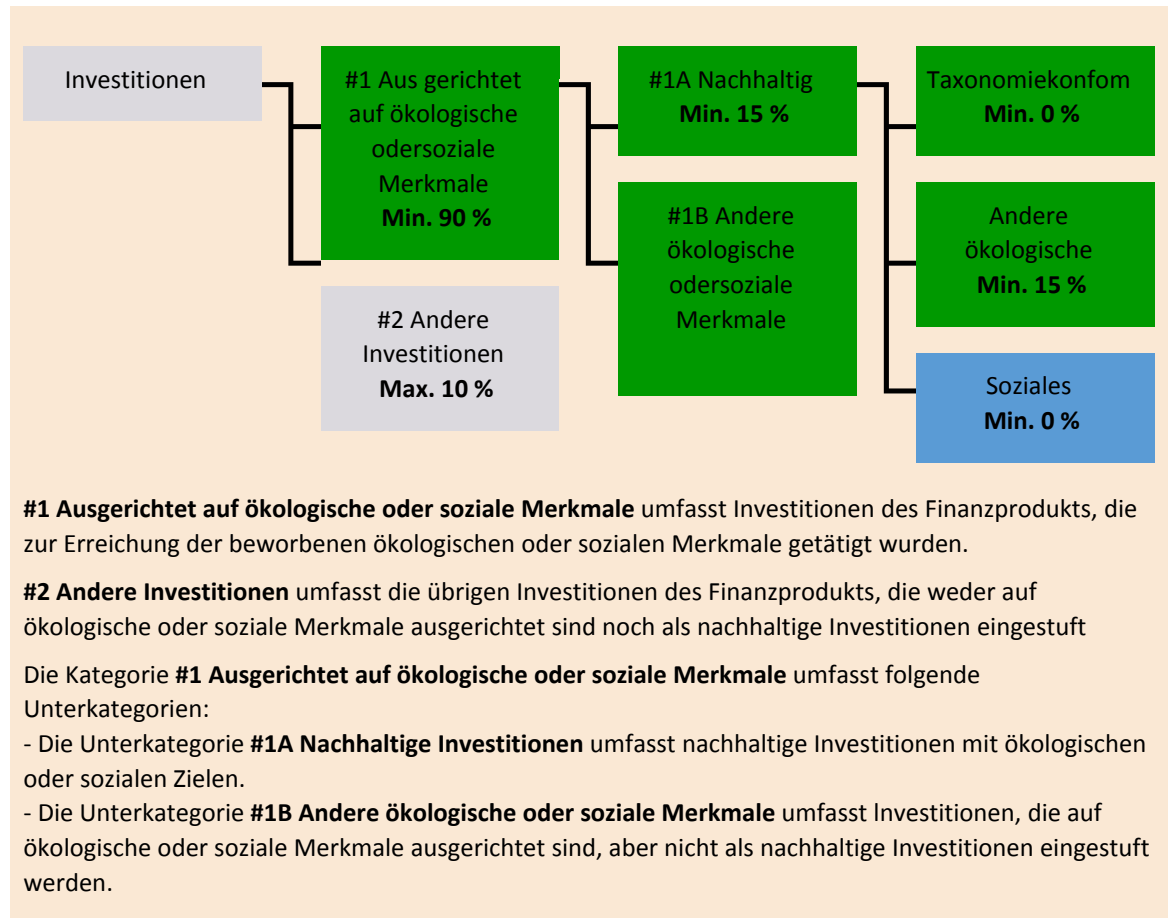 Investitionen
#1 Aus gerichtet
auf ökologische
odersoziale
Merkmale
Min. 90 %
#2 Andere
Investitionen
Max. 10 %
#1A Nachhaltig
Min. 15 %
#1B Andere
ökologische
odersoziale
Merkmale
Taxonomiekonfom
Min. 0 %
Andere
ökologische
Min. 15 %
Soziales
Min. 0 %
#1 Ausgerichtet auf ökologische oder soziale Merkmale umfasst Investitionen des Finanzprodukts, die
zur Erreichung der beworbenen ökologischen oder sozialen Merkmale getätigt wurden.
#2 Andere Investitionen umfasst die übrigen Investitionen des Finanzprodukts, die weder auf
ökologische oder soziale Merkmale ausgerichtet sind noch als nachhaltige Investitionen eingestuft
Die Kategorie #1 Ausgerichtet auf ökologische oder soziale Merkmale umfasst folgende
Unterkategorien:
- Die Unterkategorie #1A Nachhaltige Investitionen umfasst nachhaltige Investitionen mit ökologischen
oder sozialen Zielen.
- Die Unterkategorie #1B Andere ökologische oder soziale Merkmale umfasst lnvestitionen, die auf
ökologische oder soziale Merkmale ausgerichtet sind, aber nicht als nachhaltige Investitionen eingestuft
werden.